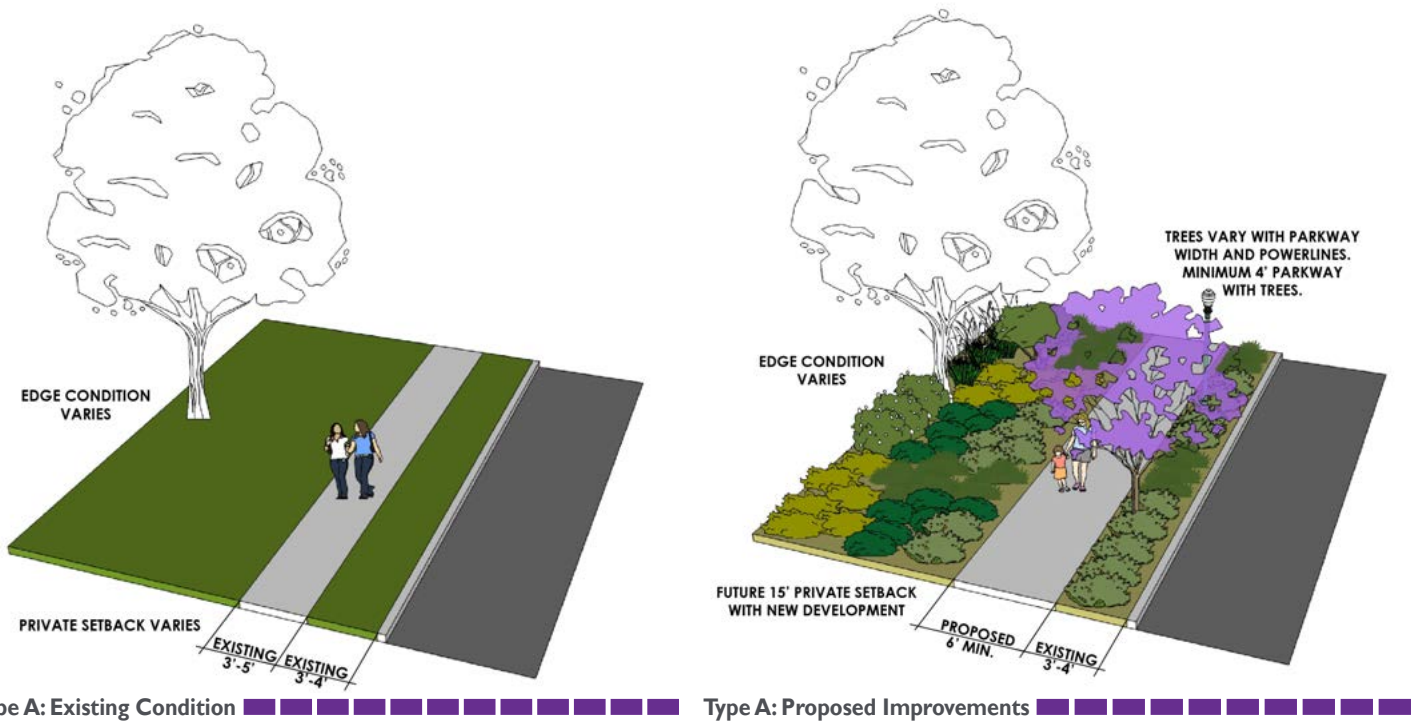 EDGE CONDITION
VARIES
PRIVATE SETBACK VARIES
EXISTING
3'-5'
EXISTING
3'-4'
pe A: Existing Condition
TREES VARY WITH PARKWAY
WIDTH AND POWERLINES.
MINIMUM 4' PARKWAY
WITH TREES.
EDGE CONDITION
VARIES
FUTURE 15' PRIVATE SETBACK
WITH NEW DEVELOPMENT
PROPOSED
6' MIN.
EXISTING
3'-4'
Type A: Proposed Improvements